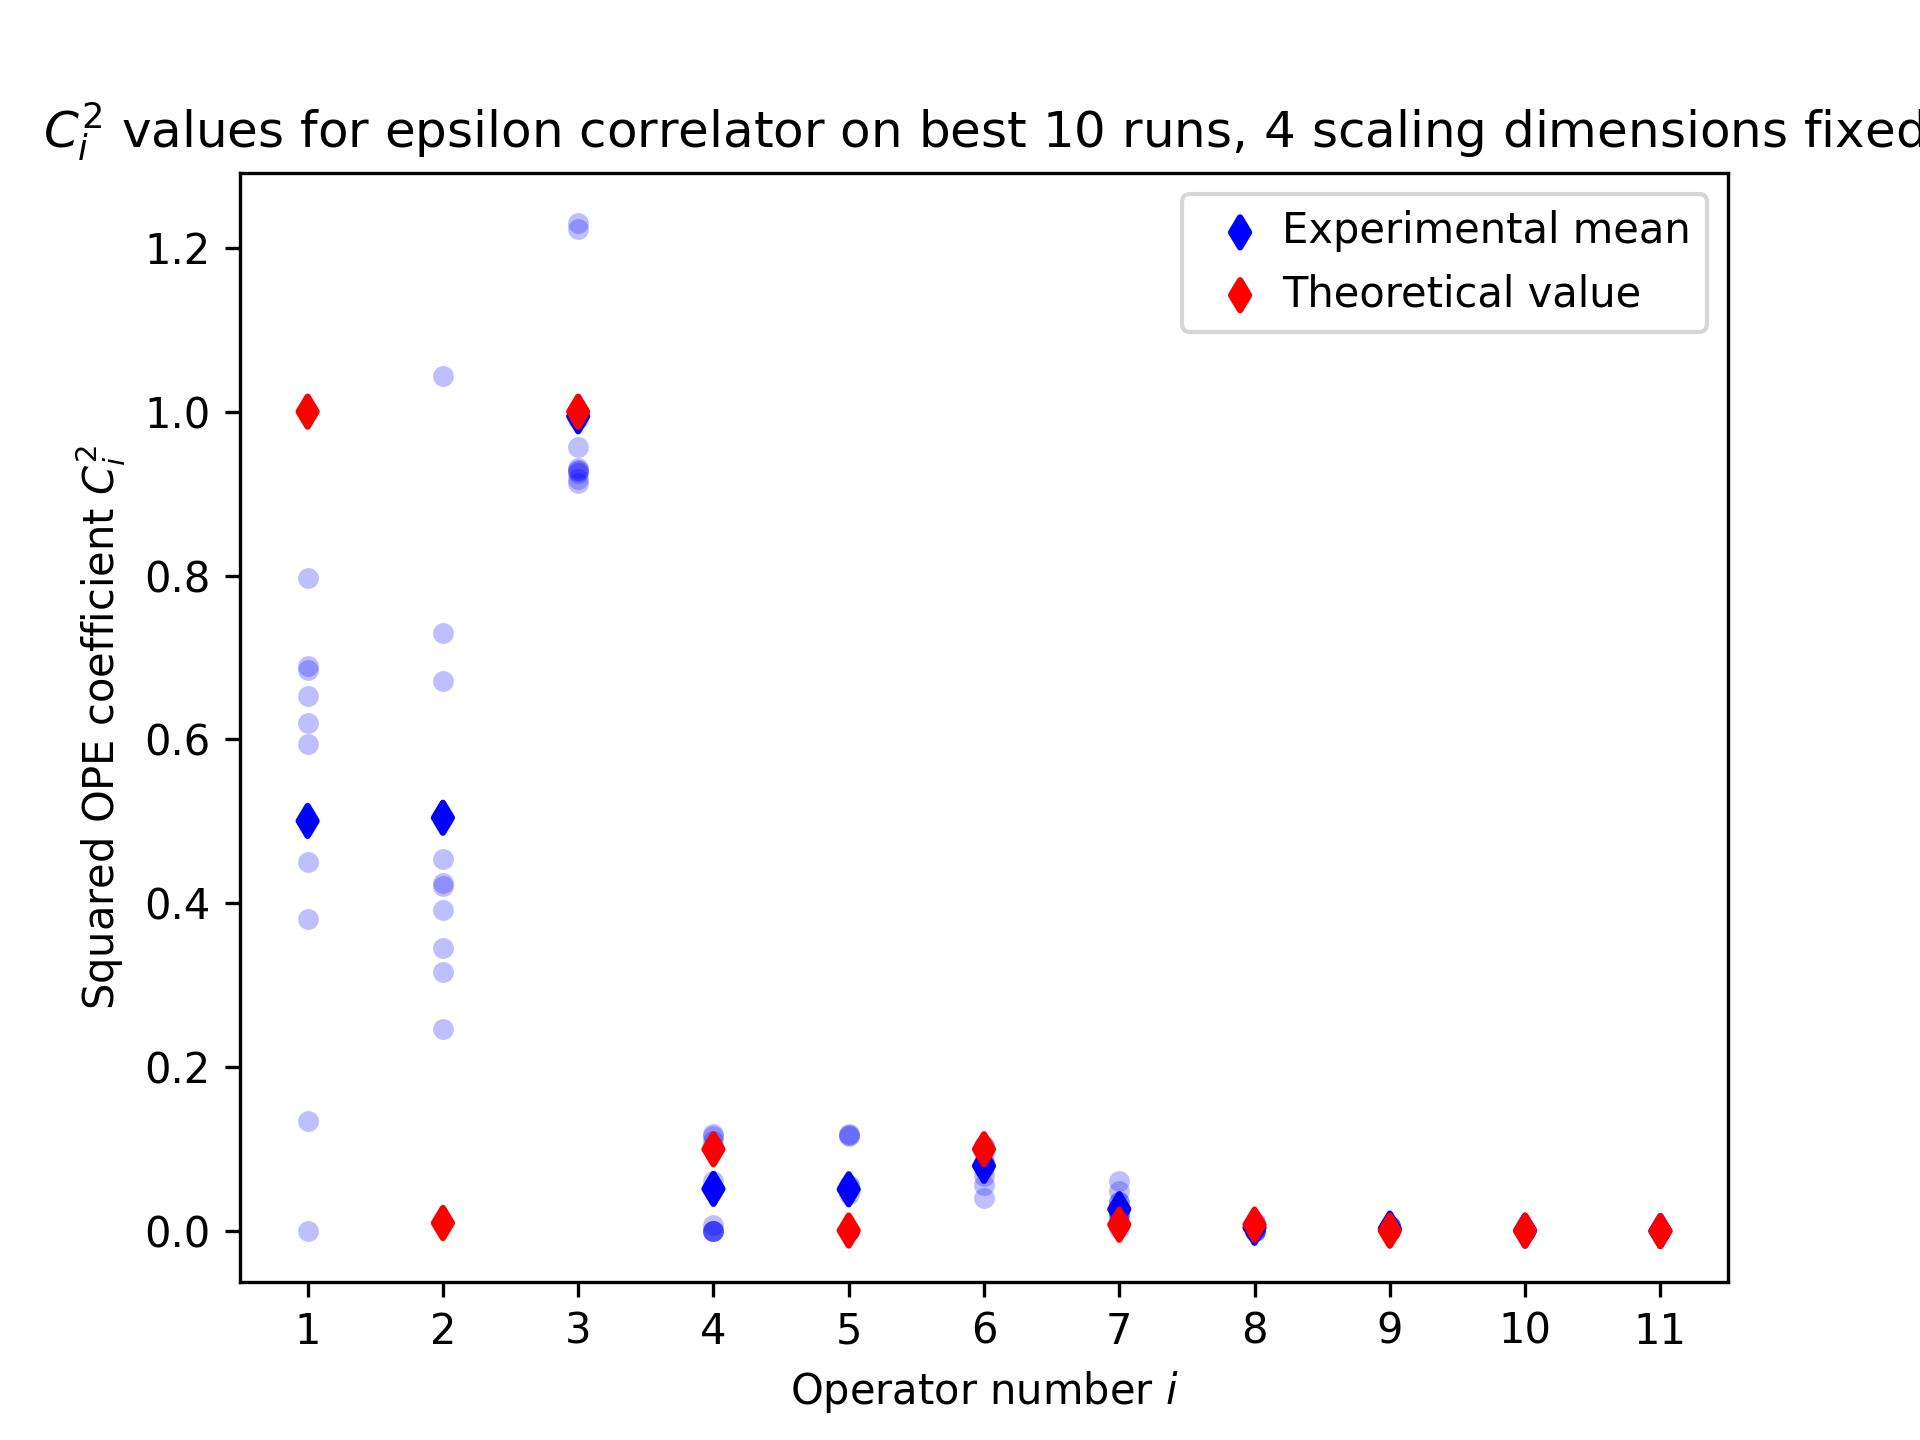 $C_i^2$ values for epsilon correlator on best 10 runs, 4 scaling dimensions fixed
Experimental mean
Theoretical value
Squared OPE coefficient $C_i^2$
1.2
1.0
0.8
0.6
0.4
0.2
0.0
1 2 3 4 5 6 7 8 9 10 11
Operator number i